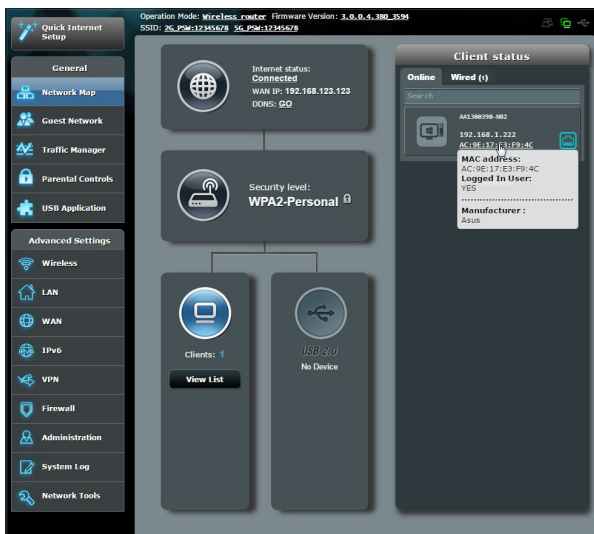 Operation Mode: Wireless router Firmware Version: 3.0.0.4.380_3594
SSID: 2G_PSW:12345678 5G_PSW:12345678
Quick Internet
Setup
General
Network Map
Guest Network
Traffic Manager
Parental Controls
USB Application
Advanced Settings
Wireless
LAN
WAN
IPv6
VPN
Firewall
Administration
System Log
Network Tools
Internet status:
Connected
WAN IP: 192.168.123.123
DDNS: GO
Security level:
WPA2-Personal
Clients: 1
View List
USB 2.0
No Device
Client status
Online Wired (1)
Search
AA1300390-NB2
192.168.1.222
AC:9E:17:E3:F9:4C
MAC address:
AC:9E:17:E3:F9:4C
Logged In User:
YES
Manufacturer :
Asus